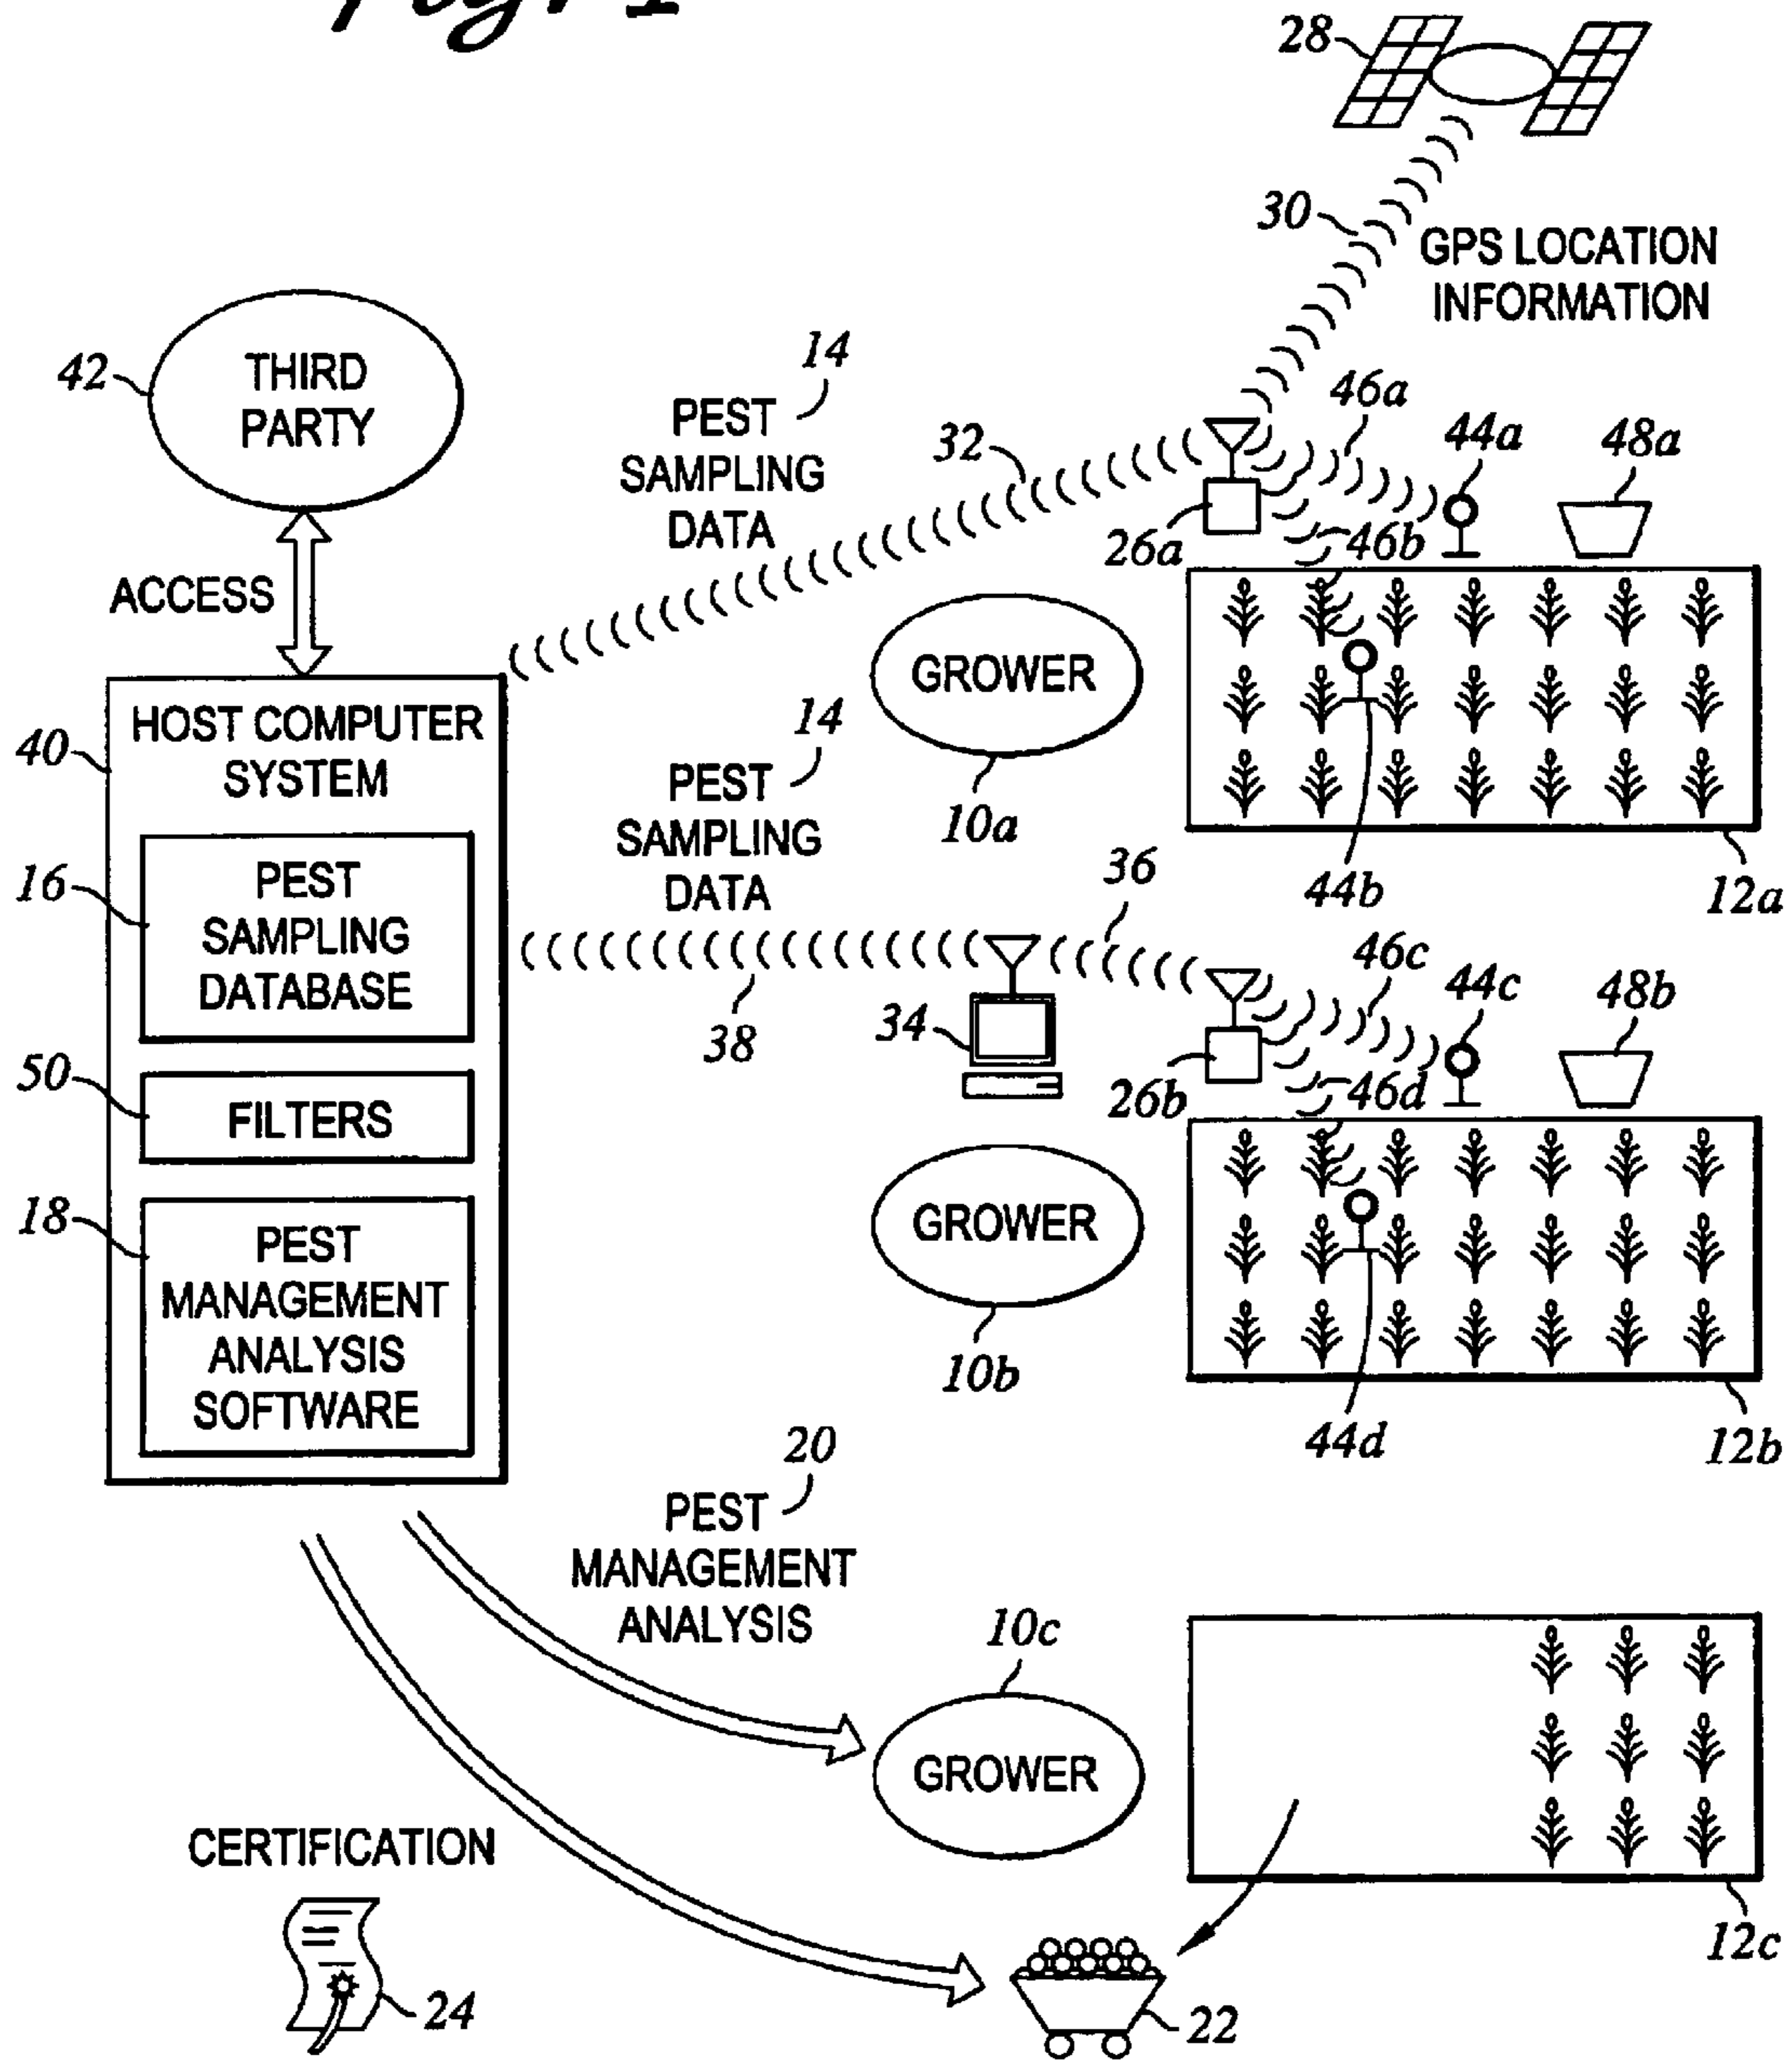 Fig. 1
28
30
GPS LOCATION
INFORMATION
42
THIRD
PARTY
14
PEST
SAMPLING
DATA
32
46a
44a
48a
26a
46b
ACCESS
GROWER
10a
44b
12a
40
HOST COMPUTER
SYSTEM
14
PEST
SAMPLING
DATA
16
PEST
SAMPLING
DATABASE
36
38
34
46c
44c
48b
26b
46d
50
FILTERS
GROWER
10b
44d
12b
18
PEST
MANAGEMENT
ANALYSIS
SOFTWARE
20
PEST
MANAGEMENT
ANALYSIS
10c
GROWER
12c
CERTIFICATION
24
22